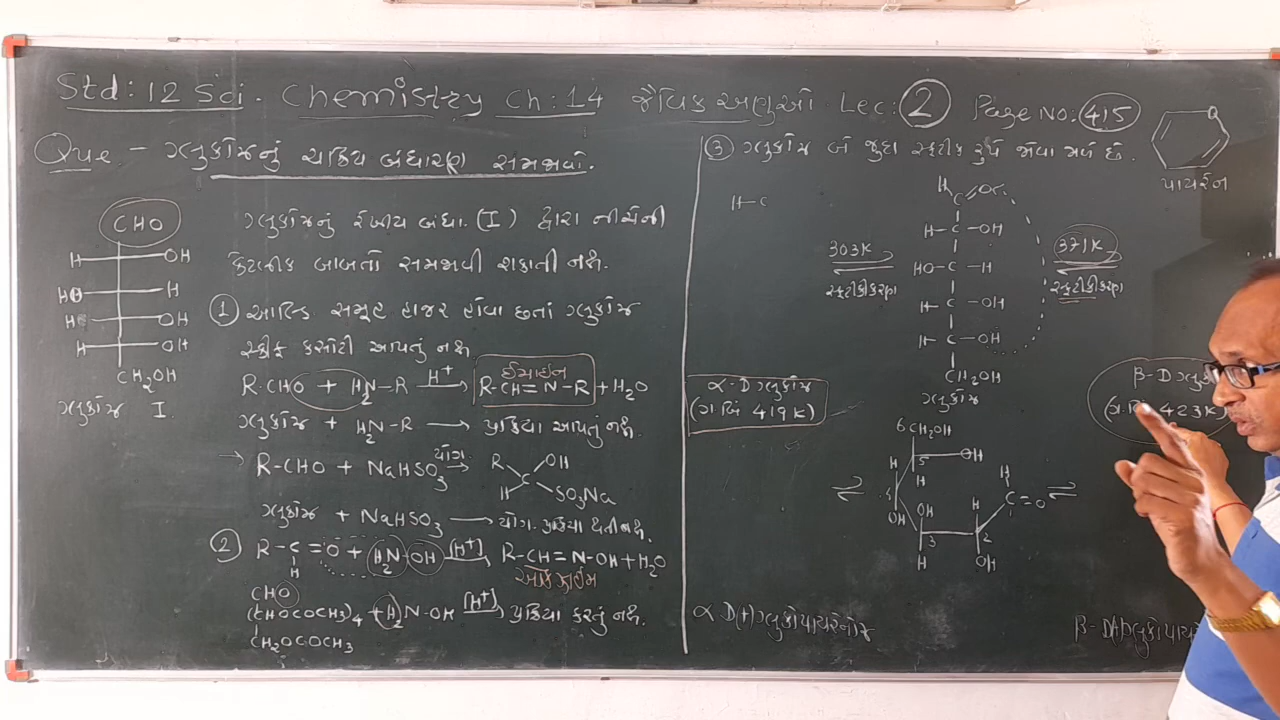 Std: 12 Sci. Chemistry Ch: 14 જૈવિક અણુઓ Lec: 2 Page No: 415
Que - ગ્લુકોઝનું ચક્રિય બંધારણ સમજાવો.
CHO
H OH
HO H
H OH
H OH
CH₂OH
ગ્લુકોઝ I.
ગ્લુકોઝનું રેખીય બંધા. (I) દ્વારા નીચેની
કેટલીક બાબતો સમજાવી શકાતી નથી.
① આલ્ડિ. સમૂહ હાજર હોવા છતાં ગ્લુકોઝ
સ્કીફ કસોટી આપતું નથી.
R-CHO + H₂N-R H⁺→ ઈમાઈન R-CH=N-R + H₂O
ગ્લુકોઝ + H₂N-R → પ્રક્રિયા આપતું નથી.
→ R-CHO + NaHSO₃ યોગ.→ R OH H C SO₃Na
ગ્લુકોઝ + NaHSO₃ → યોગ. પ્રક્રિયા થતી નથી.
② R-C=O + H₂N OH [H⁺]→ R-CH=N-OH + H₂O
H
ઓક્ઝાઈમ
CHO
(CHOCOCH₃)₄ + H₂N-OH [H⁺]→ પ્રક્રિયા કરતું નથી.
CH₂OCOCH₃
③ ગ્લુકોઝ બે જુદા સ્ફટીક રૂપે જોવા મળે છે.
O
પાયરેન
H-C
H C=O
H-C-OH
HO-C-H
H-C-OH
H-C-OH
CH₂OH
ગ્લુકોઝ
303K
સ્ફટીકીકરણ
371K
સ્ફટીકીકરણ
α-D ગ્લુકોઝ
(ગ.બિં 419K)
β-D
423K
6CH₂OH
H 5 OH
H
H
C=O
OH OH H
3 2
H OH
α D(+)ગ્લુકોપાયરેનોઝ